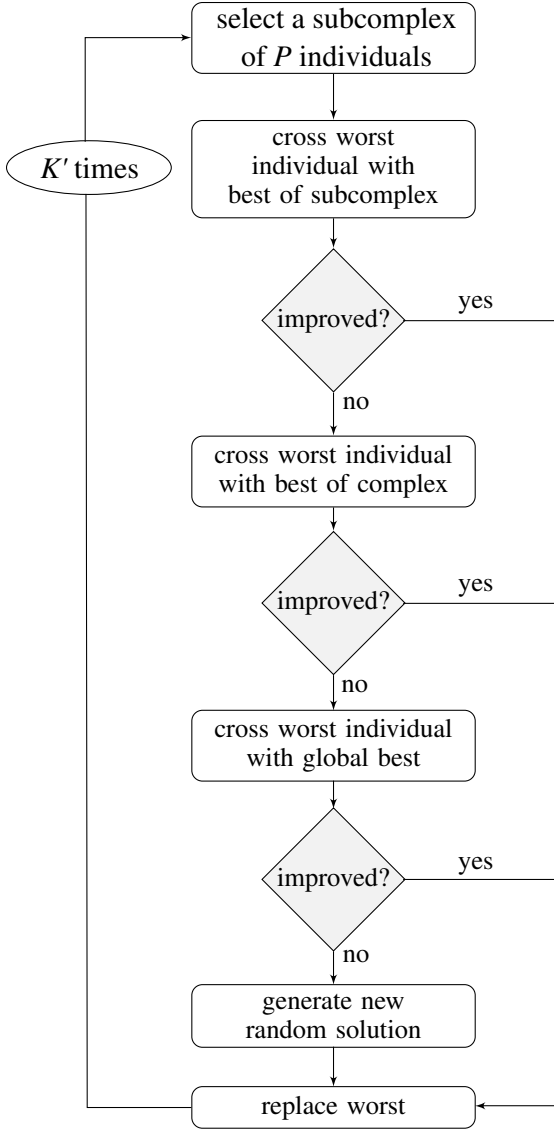 select a subcomplex
of P individuals
cross worst
individual with
best of subcomplex
K′ times
improved?
yes
no
cross worst individual
with best of complex
improved?
yes
no
cross worst individual
with global best
improved?
yes
no
generate new
random solution
replace worst